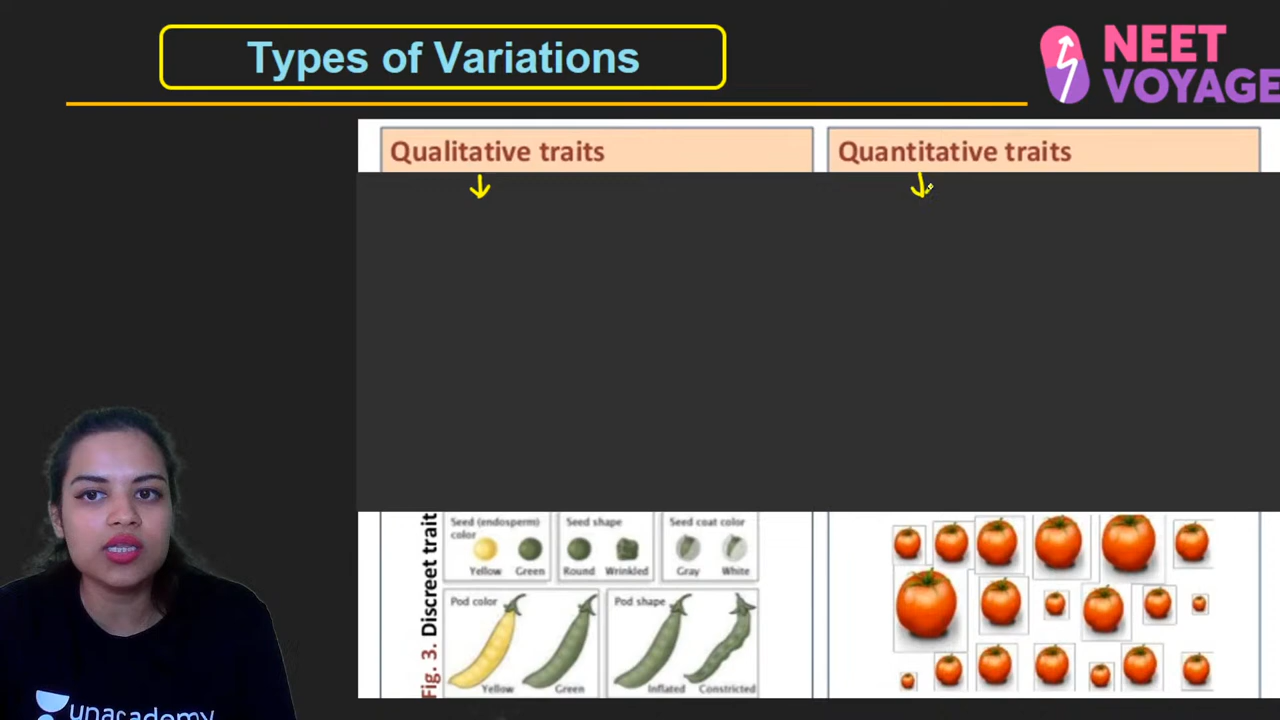 Types of Variations
NEET
VOYAGE
Qualitative traits
Quantitative traits
Fig. 3. Discreet trait
Seed (endosperm)
color
Yellow Green
Seed shape
Round Wrinkled
Seed coat color
Gray White
Pod color
Yellow Green
Pod shape
Inflated Constricted
unacademy